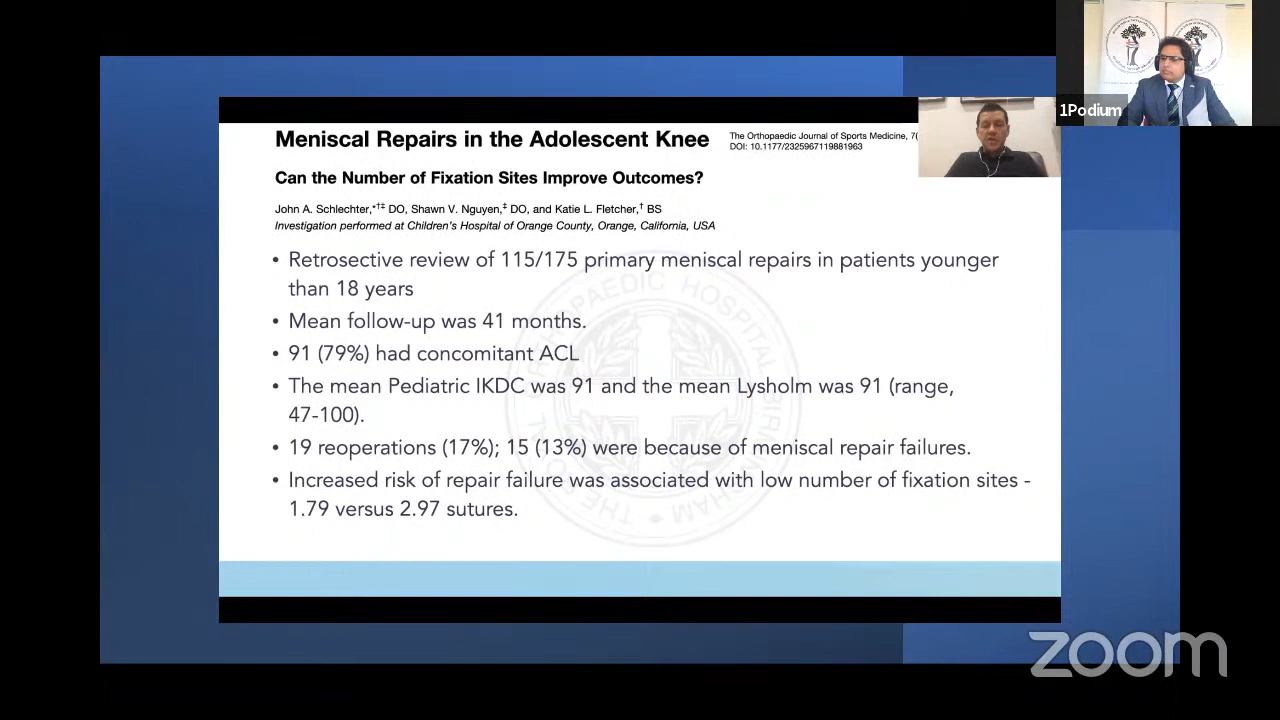 1Podium
Meniscal Repairs in the Adolescent Knee
The Orthopaedic Journal of Sports Medicine, 7(
DOI: 10.1177/2325967119881963
Can the Number of Fixation Sites Improve Outcomes?
John A. Schlechter,*†‡ DO, Shawn V. Nguyen,‡ DO, and Katie L. Fletcher,† BS
Investigation performed at Children's Hospital of Orange County, Orange, California, USA
• Retrosective review of 115/175 primary meniscal repairs in patients younger
than 18 years
• Mean follow-up was 41 months.
• 91 (79%) had concomitant ACL
• The mean Pediatric IKDC was 91 and the mean Lysholm was 91 (range,
47-100).
• 19 reoperations (17%); 15 (13%) were because of meniscal repair failures.
• Increased risk of repair failure was associated with low number of fixation sites -
1.79 versus 2.97 sutures.
zoom